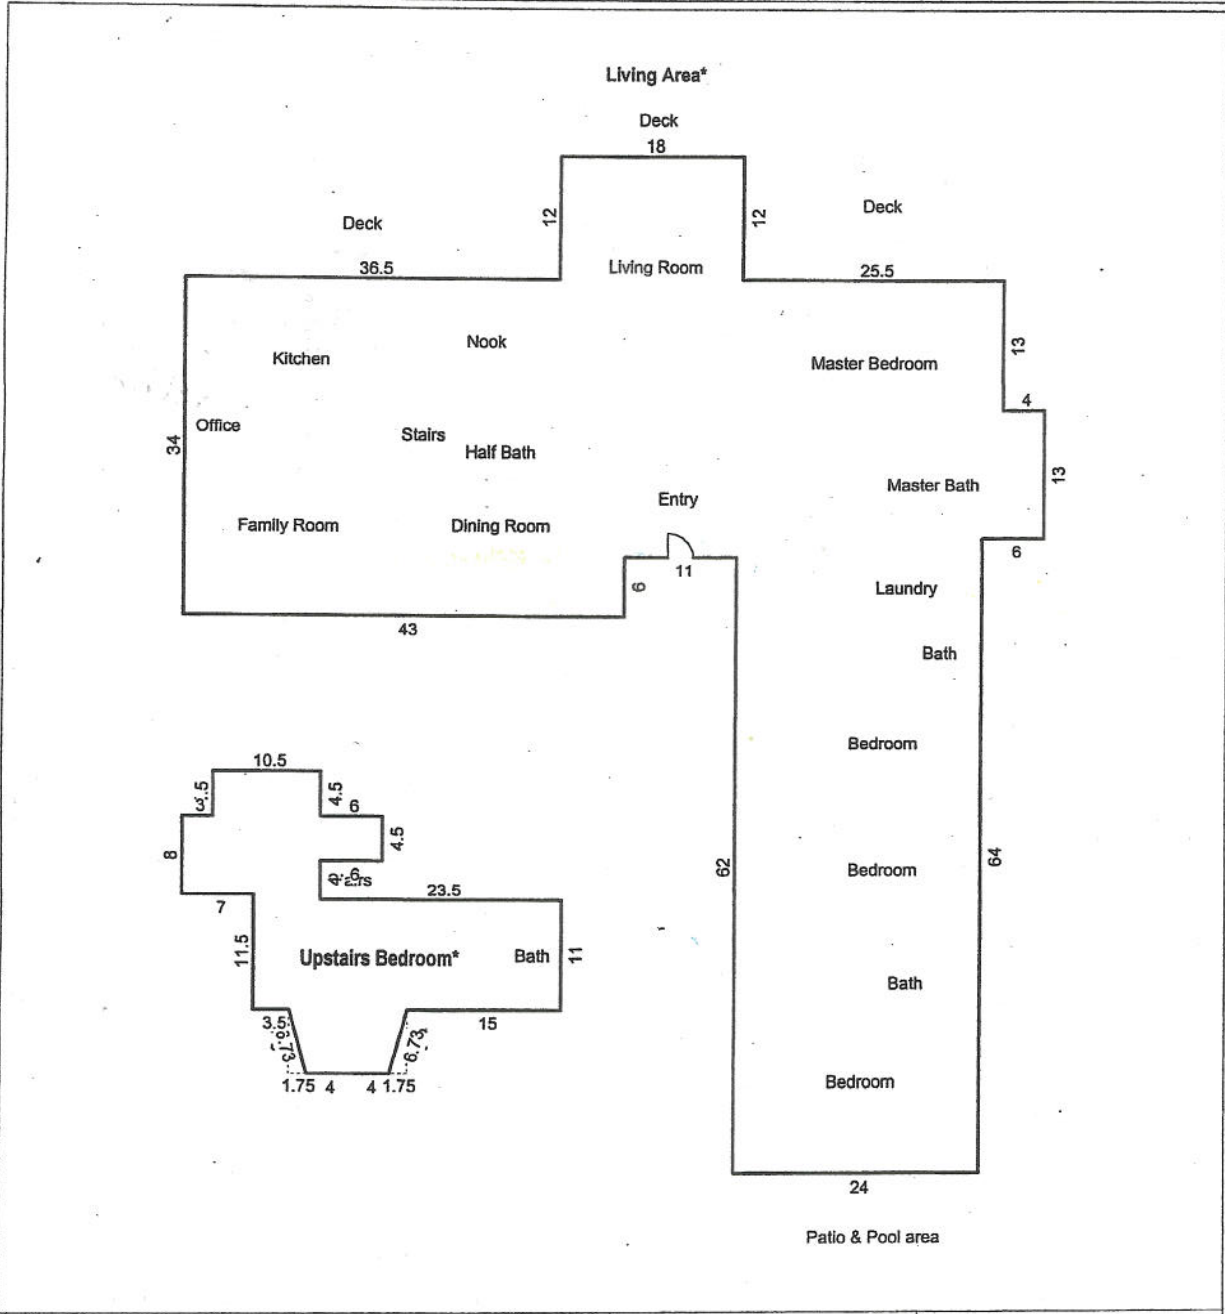 Living Area*
Deck
18
12
12
Deck
Deck
36.5
Living Room
25.5
Nook
Kitchen
Master Bedroom
13
4
Office
Stairs
Half Bath
34
13
Master Bath
Entry
Family Room
Dining Room
6
11
6
Laundry
43
Bath
Bedroom
10.5
4.5
6
4.5
8
62
64
Bedroom
23.5
7
11.5
Upstairs Bedroom*
Bath
11
Bath
3.5
15
6.73
1.75 4 4 1.75
Bedroom
24
Patio & Pool area